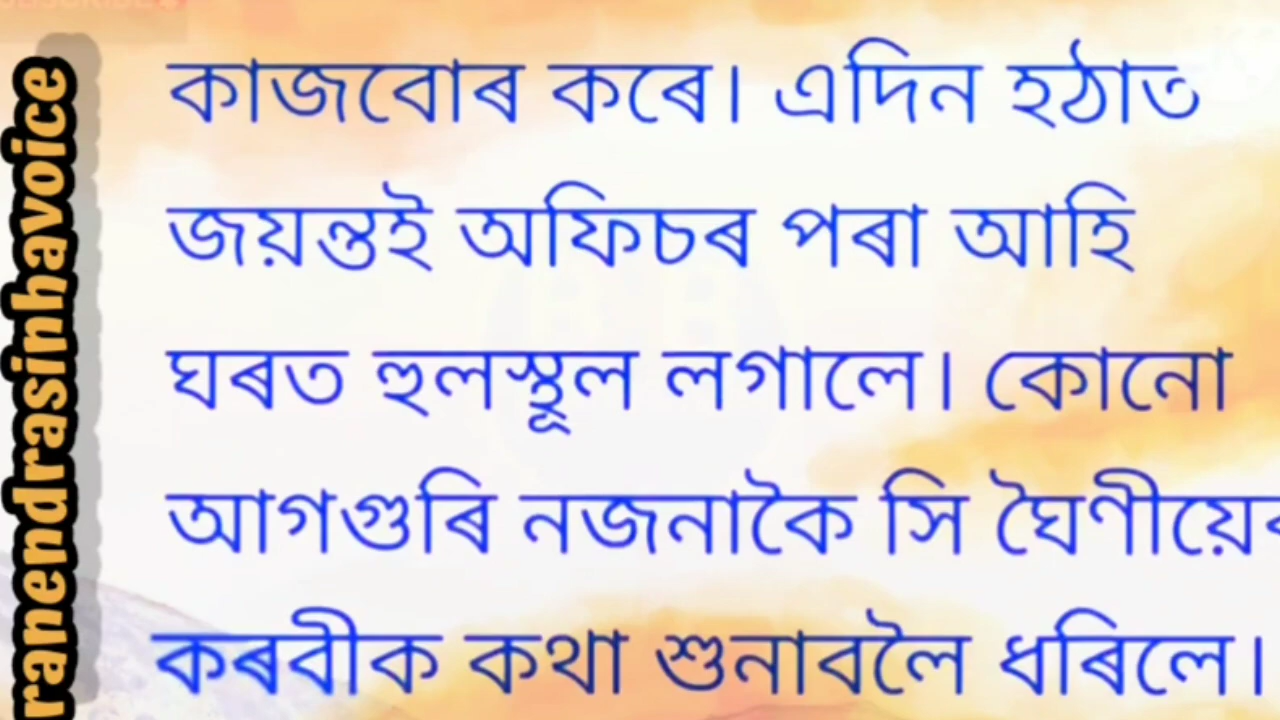 কাজবোৰ কৰে। এদিন হঠাত
জয়ন্তই অফিচৰ পৰা আহি
ঘৰত হুলস্থূল লগালে। কোনো
আগগুৰি নজনাকৈ সি
কৰবীক কথা শুনাবলৈ ধৰিলে।
ranendrasinhavoice